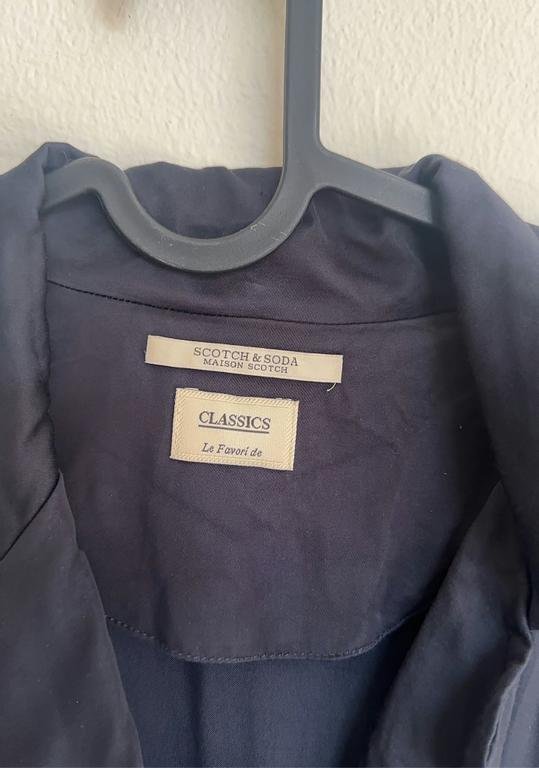 SCOTCH & SODA
MAISON SCOTCH
CLASSICS
Le Favori de